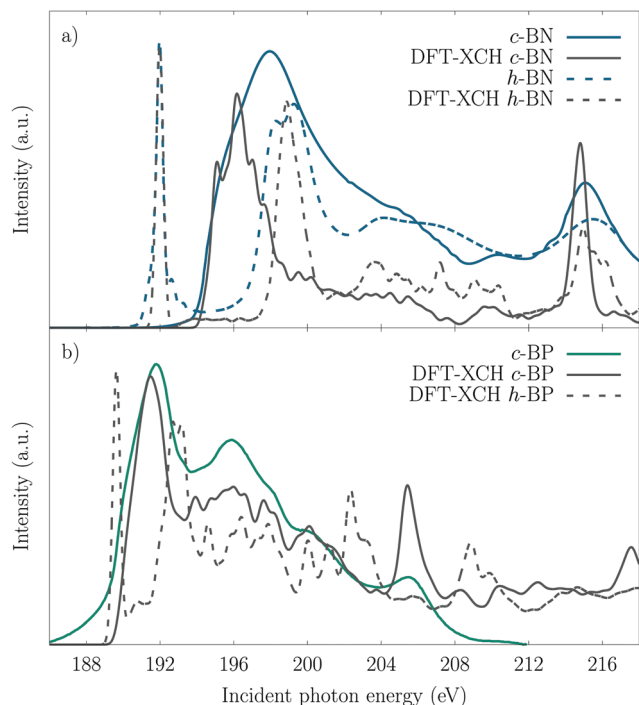 a)
c-BN
DFT-XCH c-BN
h-BN
DFT-XCH h-BN
Intensity (a.u.)
b)
c-BP
DFT-XCH c-BP
DFT-XCH h-BP
Intensity (a.u.)
188 192 196 200 204 208 212 216
Incident photon energy (eV)